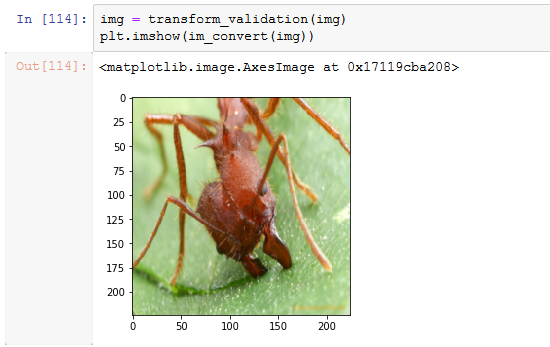 In [114]: img = transform_validation(img)
plt.imshow(im_convert(img))
Out[114]: <matplotlib.image.AxesImage at 0x17119cba208>
0
25
50
75
100
125
150
175
200
0 50 100 150 200